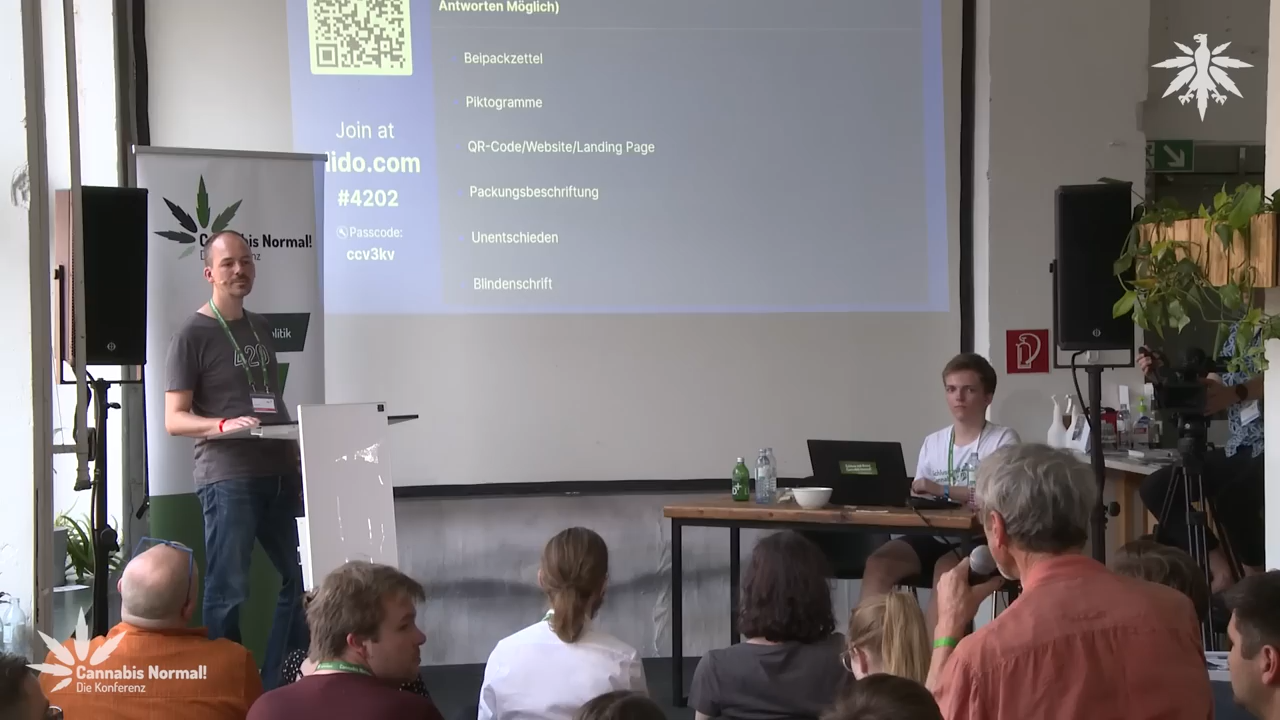 Antworten Möglich)
Beipackzettel
Piktogramme
QR-Code/Website/Landing Page
Packungsbeschriftung
Unentschieden
Blindenschrift
Join at
lido.com
#4202
Passcode:
ccv3kv
Cannabis Normal!
420
Cannabis Normal!
Die Konferenz